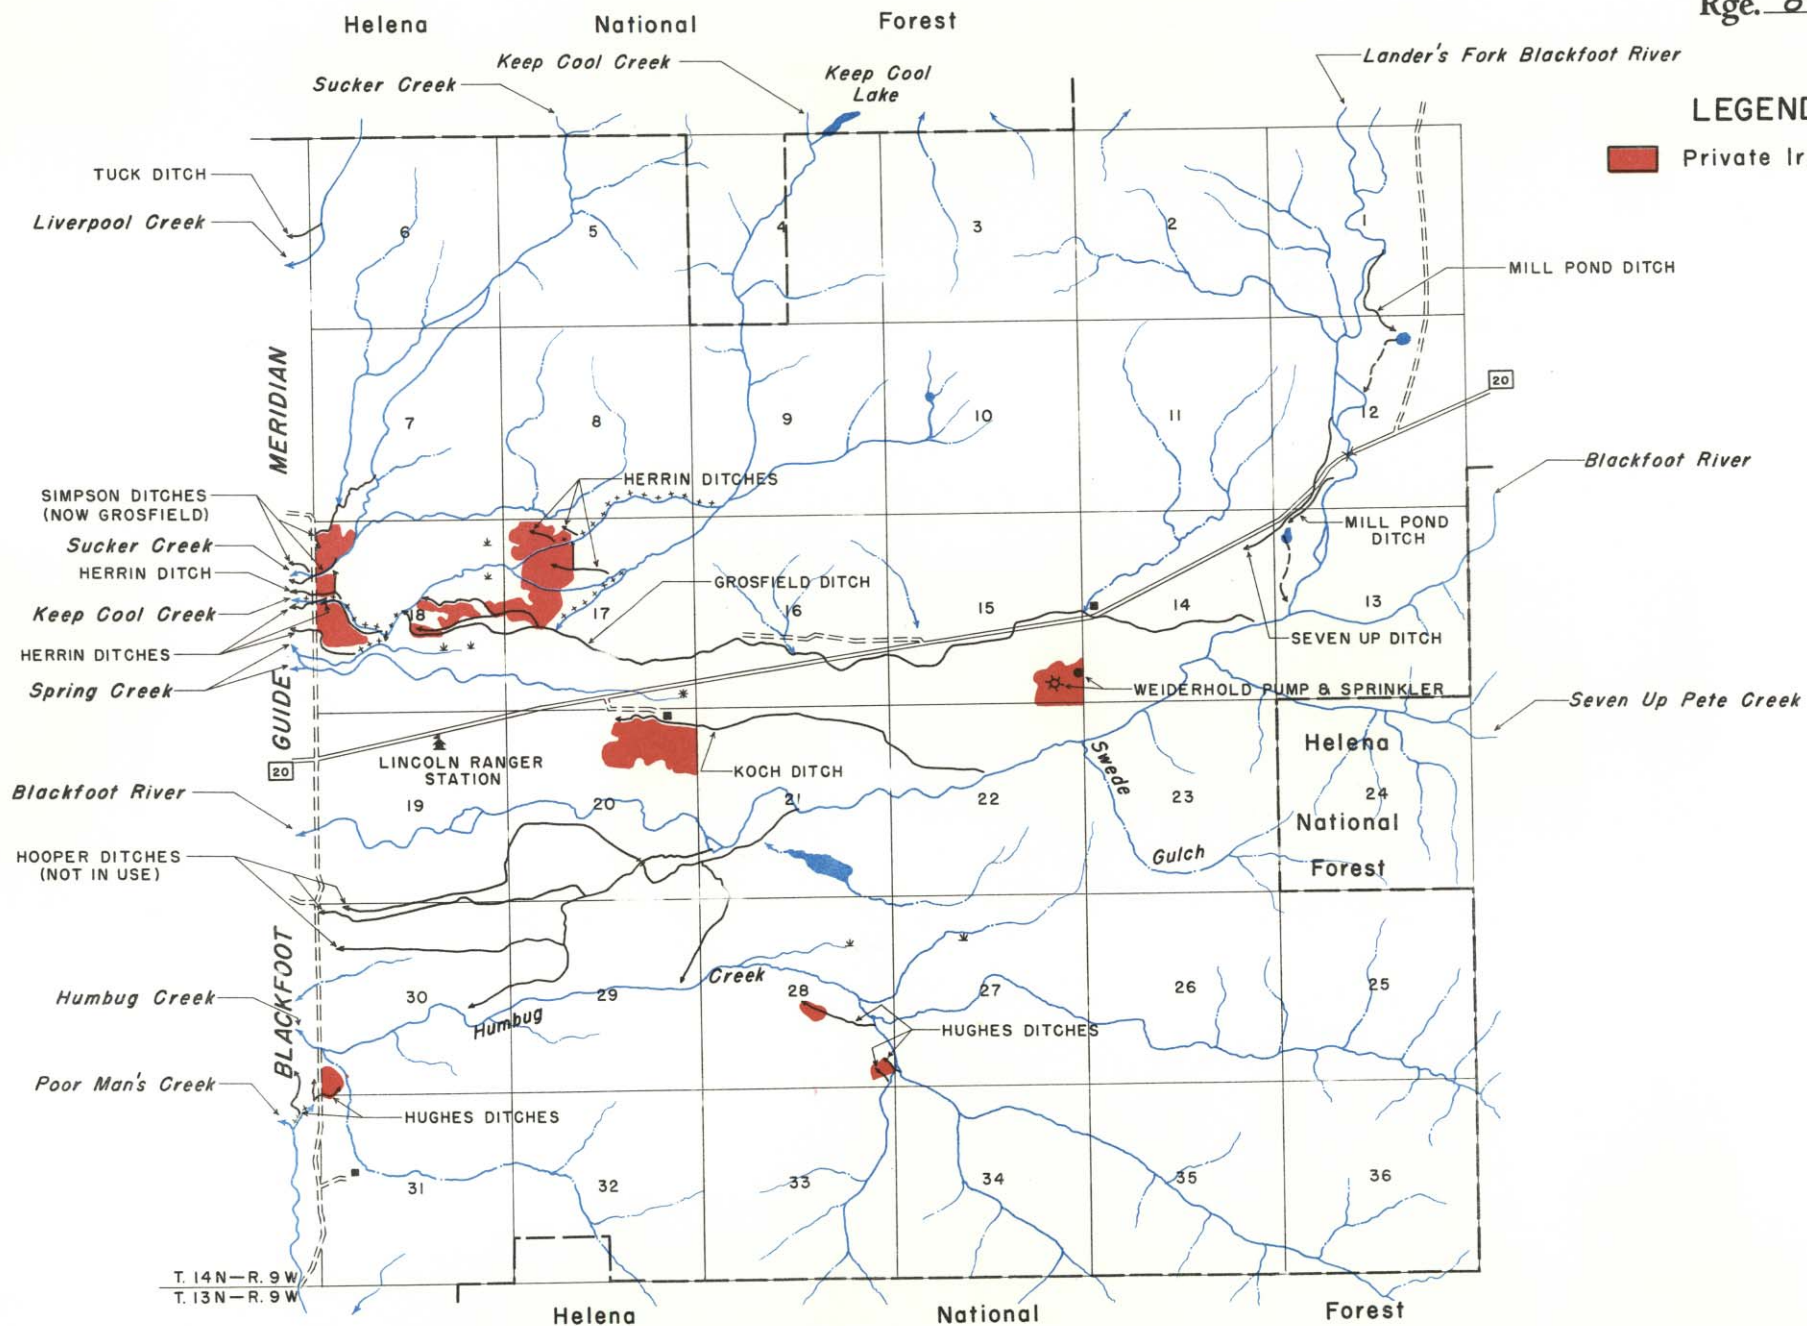 Rge. 8
Helena National Forest
Lander's Fork Blackfoot River
Keep Cool Creek
Keep Cool
Lake
Sucker Creek
LEGEND
Private Ir
TUCK DITCH
Liverpool Creek
6 5 4 3 2 1
MILL POND DITCH
MERIDIAN
20
7 8 9 10 11 12
Blackfoot River
HERRIN DITCHES
SIMPSON DITCHES
(NOW GROSFIELD)
MILL POND
DITCH
Sucker Creek
HERRIN DITCH
GROSFIELD DITCH
Keep Cool Creek
18 17 16 15 14 13
SEVEN UP DITCH
HERRIN DITCHES
Spring Creek
WEIDERHOLD PUMP & SPRINKLER
Seven Up Pete Creek
GUIDE
Helena
20
LINCOLN RANGER
STATION
KOCH DITCH
Swede
Blackfoot River
19 20 21 22 23 24
National
Gulch
Forest
HOOPER DITCHES
(NOT IN USE)
BLACKFOOT
Creek
Humbug Creek
30 29 28 27 26 25
Humbug
HUGHES DITCHES
Poor Man's Creek
HUGHES DITCHES
31 32 33 34 35 36
T. 14N—R. 9W
T. 13N—R. 9W
Helena National Forest